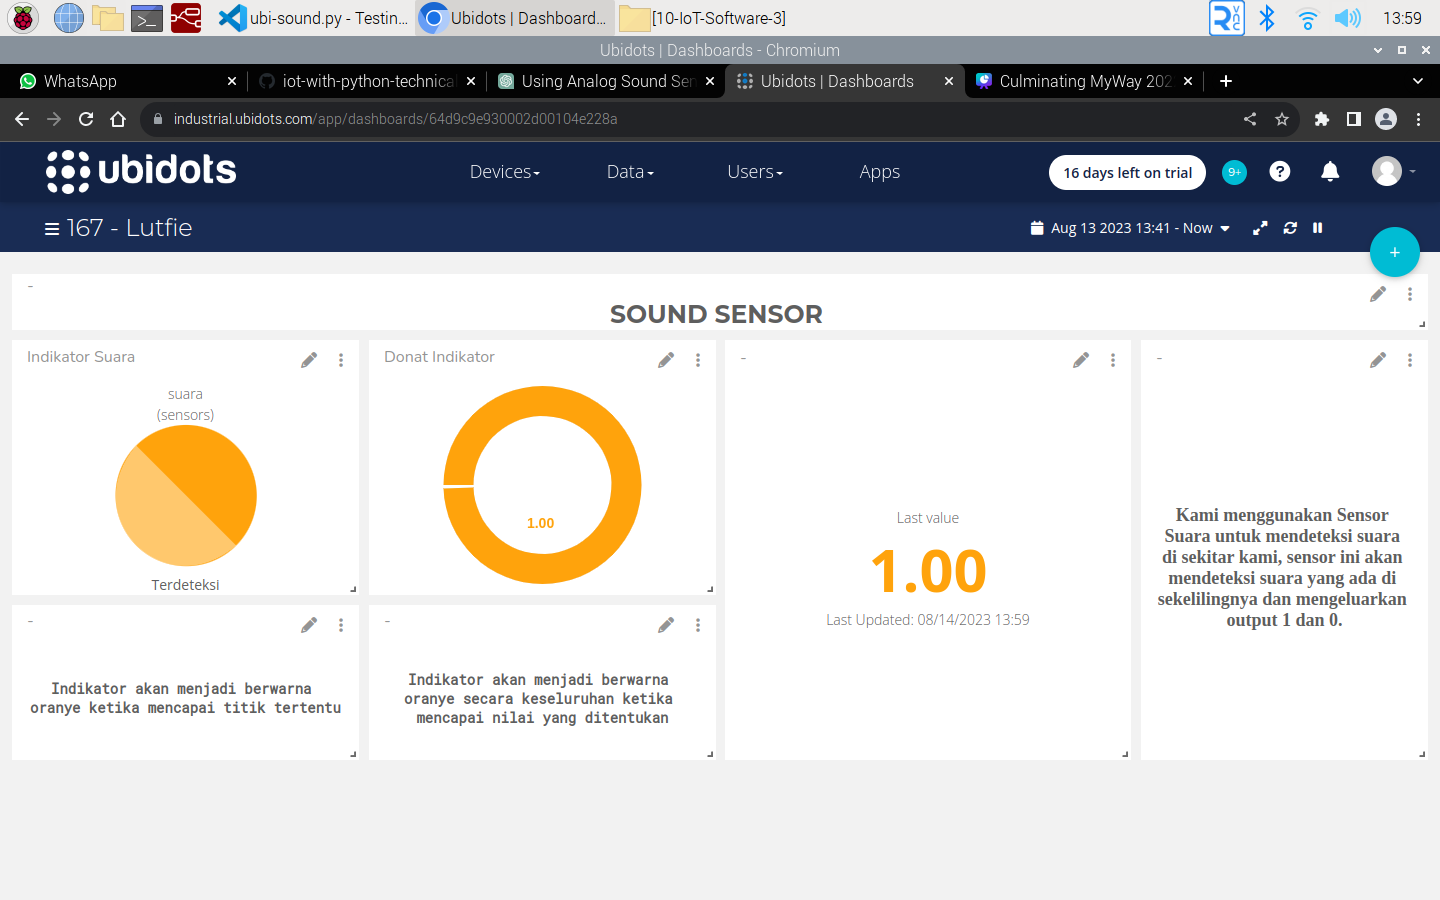 ubi-sound.py - Testin...
Ubidots | Dashboard...
[10-IoT-Software-3]
13:59
Ubidots | Dashboards - Chromium
WhatsApp
iot-with-python-technical
Using Analog Sound Sen
Ubidots | Dashboards
Culminating MyWay 202
industrial.ubidots.com/app/dashboards/64d9c9e930002d00104e228a
ubidots
Devices
Data
Users
Apps
16 days left on trial
9+
167 - Lutfie
Aug 13 2023 13:41 - Now
+
-
SOUND SENSOR
Indikator Suara
suara
(sensors)
Terdeteksi
Donat Indikator
1.00
-
Last value
1.00
Last Updated: 08/14/2023 13:59
-
Kami menggunakan Sensor
Suara untuk mendeteksi suara
di sekitar kami, sensor ini akan
mendeteksi suara yang ada di
sekelilingnya dan mengeluarkan
output 1 dan 0.
-
Indikator akan menjadi berwarna
oranye ketika mencapai titik tertentu
-
Indikator akan menjadi berwarna
oranye secara keseluruhan ketika
mencapai nilai yang ditentukan